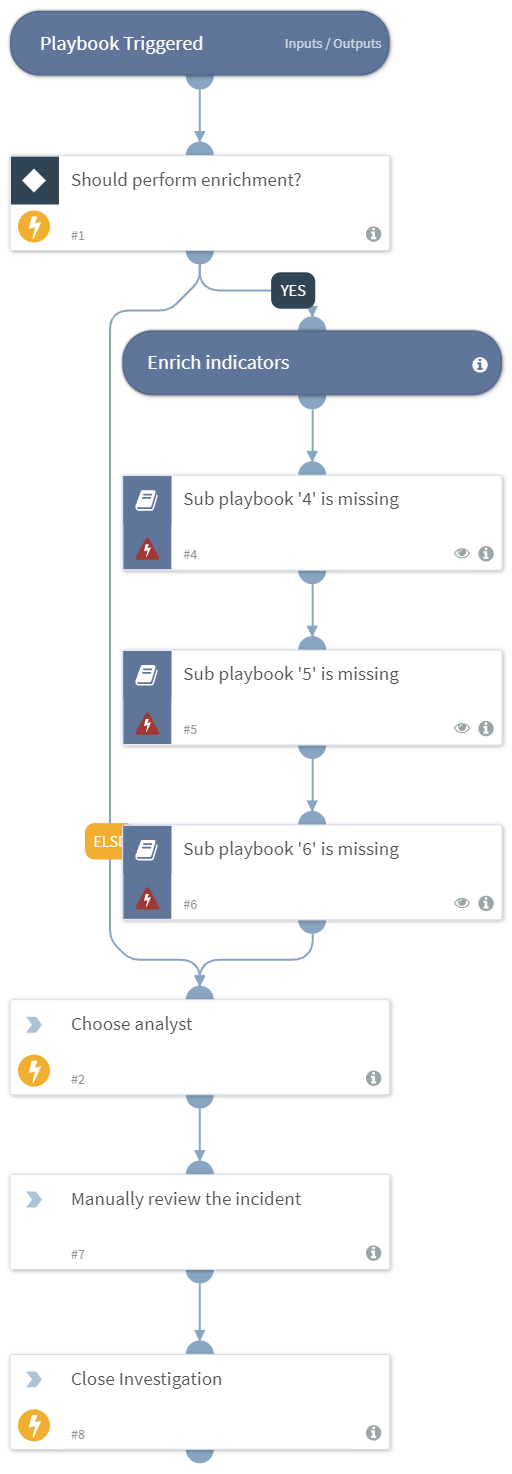 Playbook Triggered
Inputs / Outputs
Should perform enrichment?
#1
YES
Enrich indicators
Sub playbook '4' is missing
#4
Sub playbook '5' is missing
#5
ELSE
Sub playbook '6' is missing
#6
Choose analyst
#2
Manually review the incident
#7
Close Investigation
#8